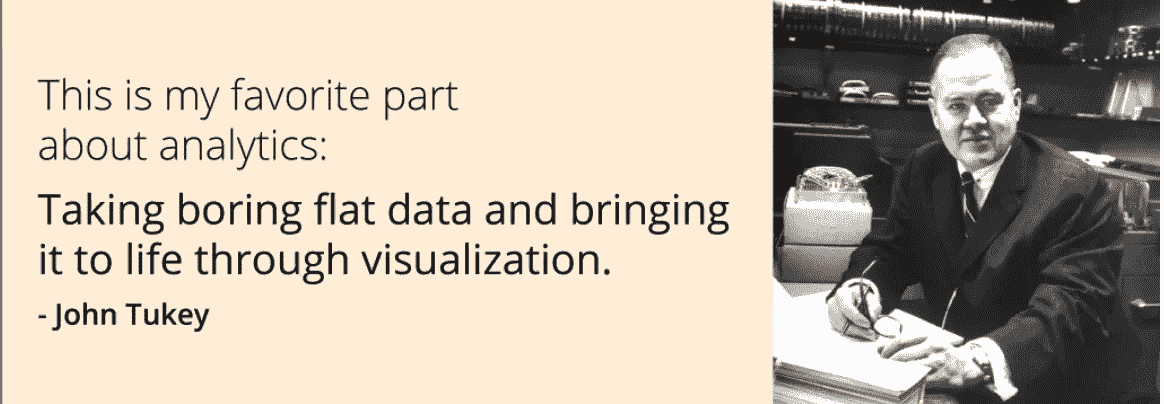 This is my favorite part
about analytics:
Taking boring flat data and bringing
it to life through visualization.
- John Tukey